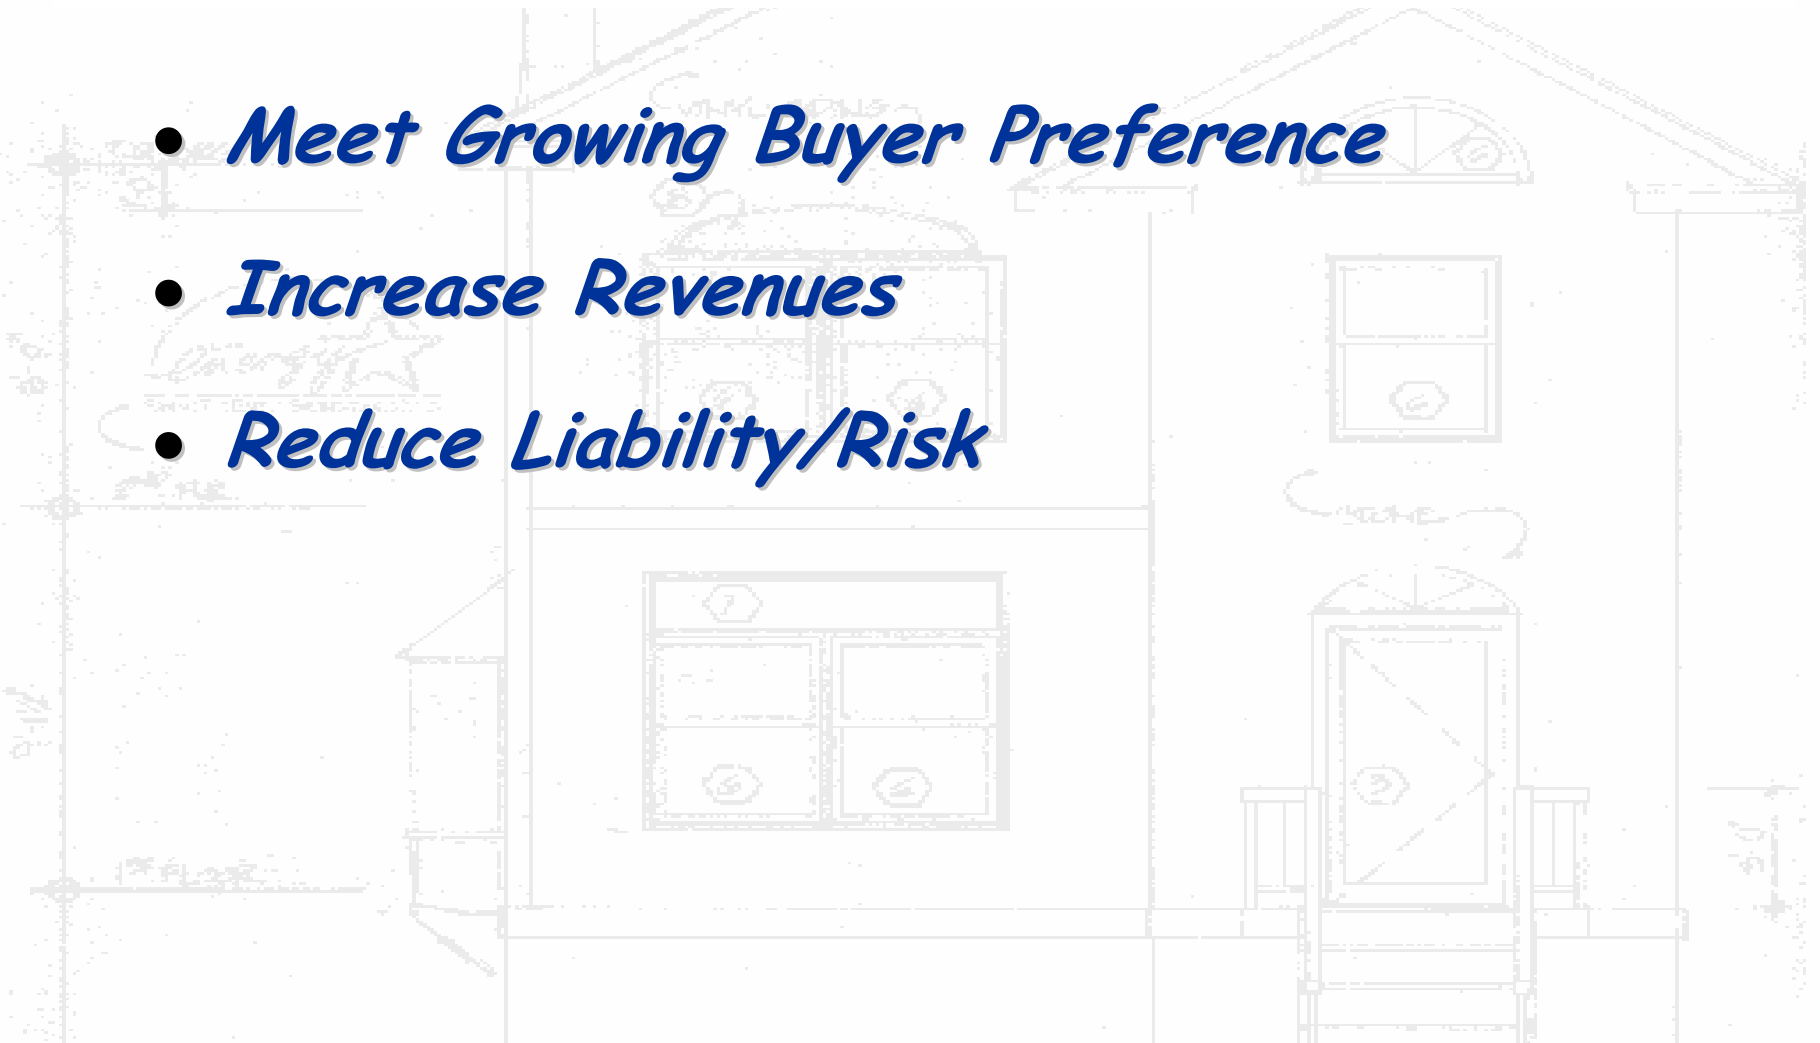 • Meet Growing Buyer Preference
• Increase Revenues
• Reduce Liability/Risk